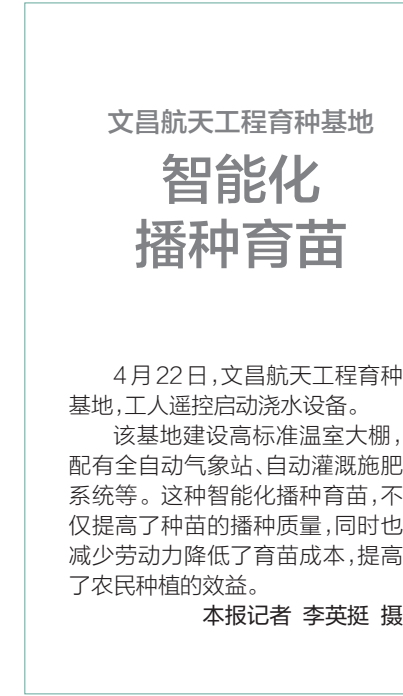 文昌航天工程育种基地
智能化
播种育苗
4月22日,文昌航天工程育种
基地,工人遥控启动浇水设备。
该基地建设高标准温室大棚,
配有全自动气象站、自动灌溉施肥
系统等。这种智能化播种育苗,不
仅提高了种苗的播种质量,同时也
减少劳动力降低了育苗成本,提高
了农民种植的效益。
本报记者 李英挺 摄